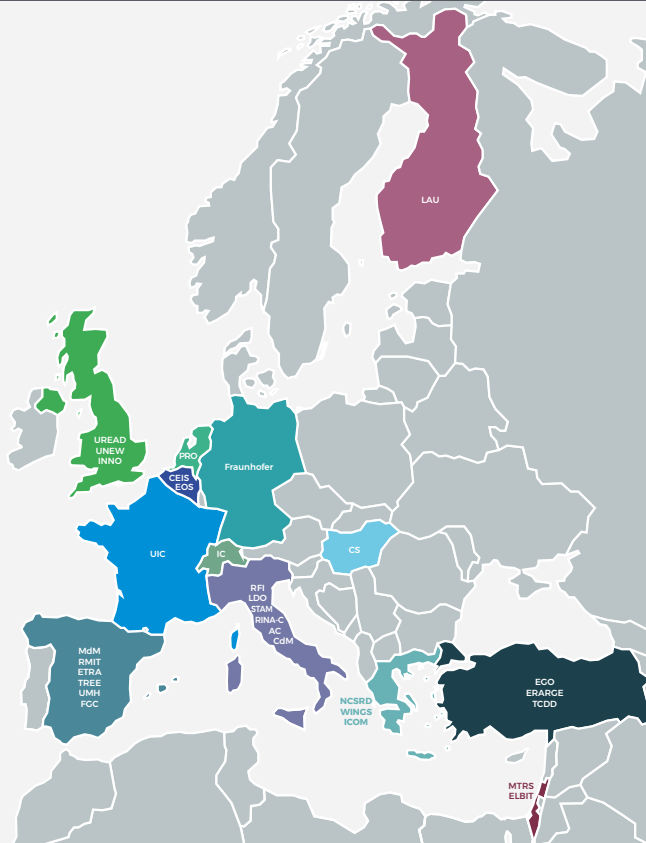 LAU
UREAD
UNEW
INNO
PRO
Fraunhofer
CEIS
EOS
UIC
IC
CS
RFI
LDO
STAM
RINA-C
AC
CdM
MdM
RMIT
ETRA
TREE
UMH
FGC
NCSRD
WINGS
ICOM
EGO
ERARGE
TCDD
MTRS
ELBIT